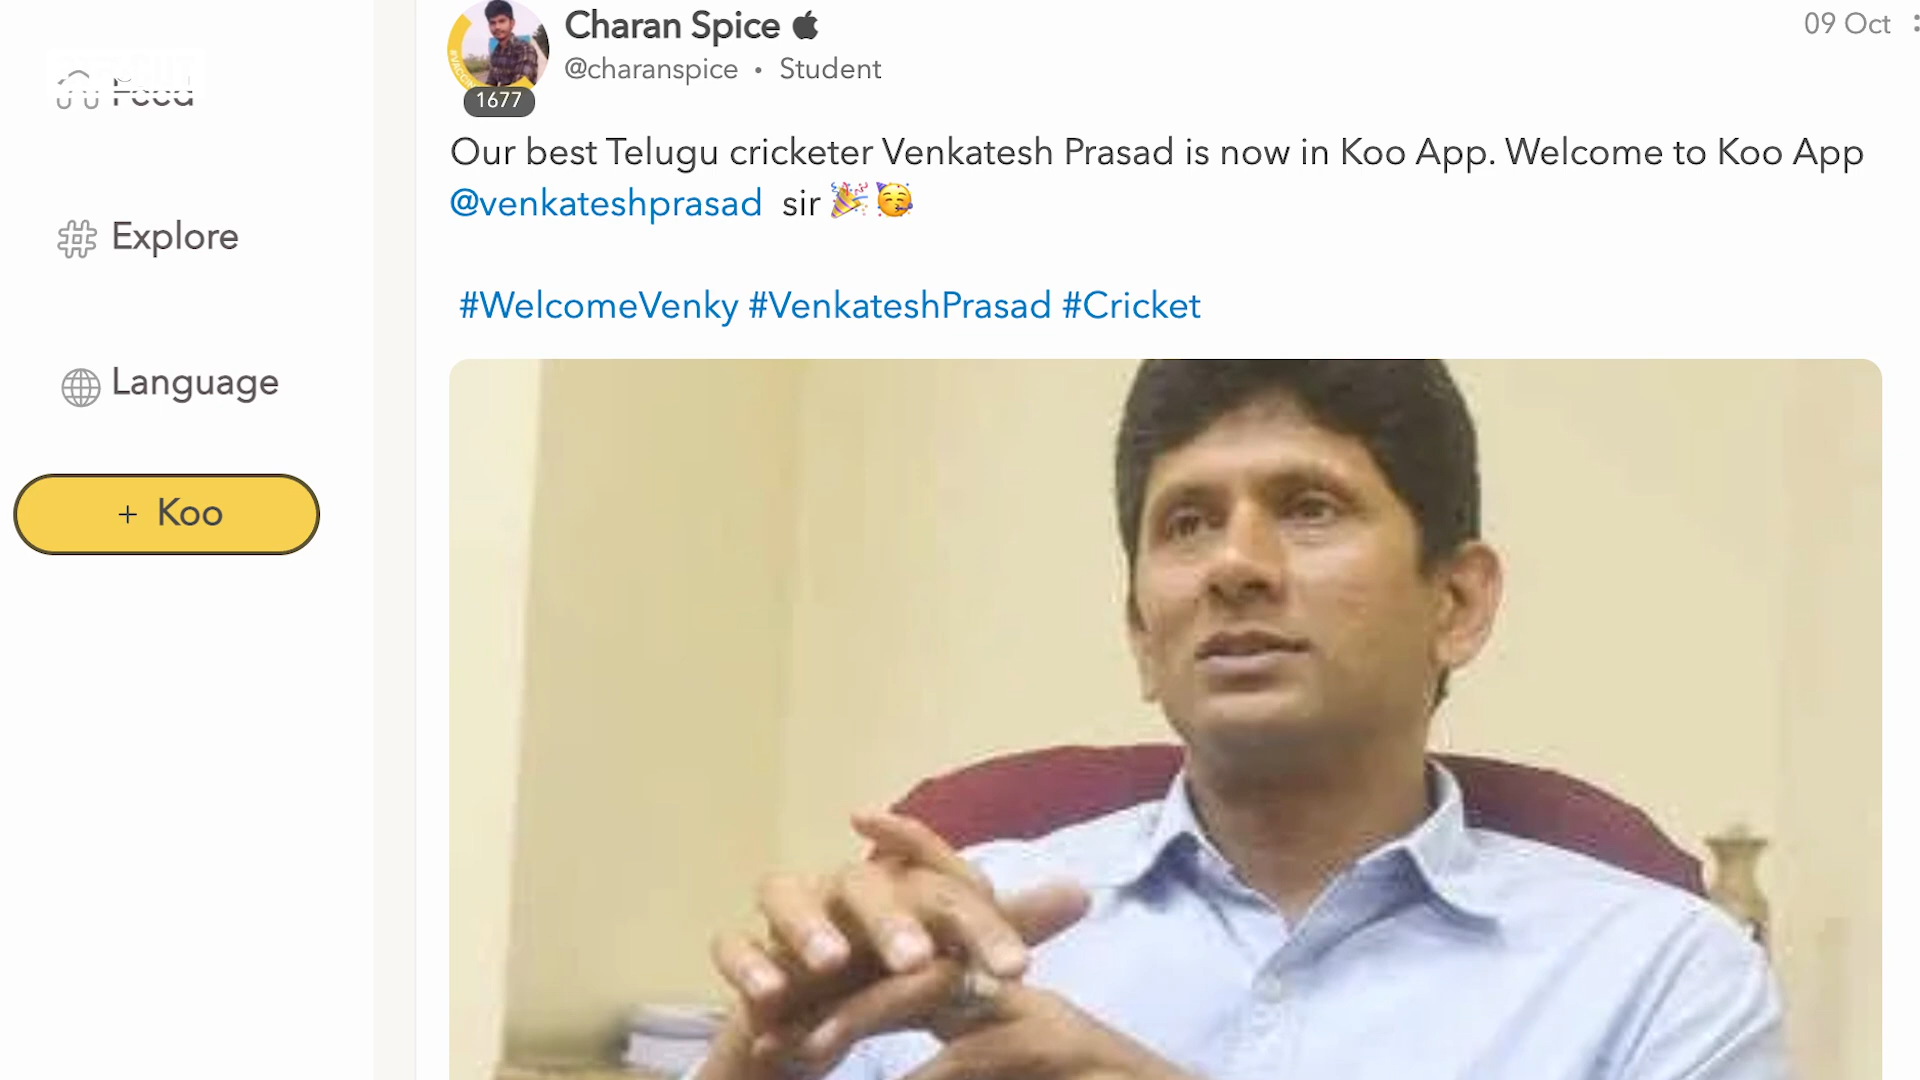 Charan Spice
09 Oct
@charanspice • Student
1677
Our best Telugu cricketer Venkatesh Prasad is now in Koo App. Welcome to Koo App
@venkateshprasad sir 🎉🥳
#WelcomeVenky #VenkateshPrasad #Cricket
Feed
Explore
Language
+ Koo